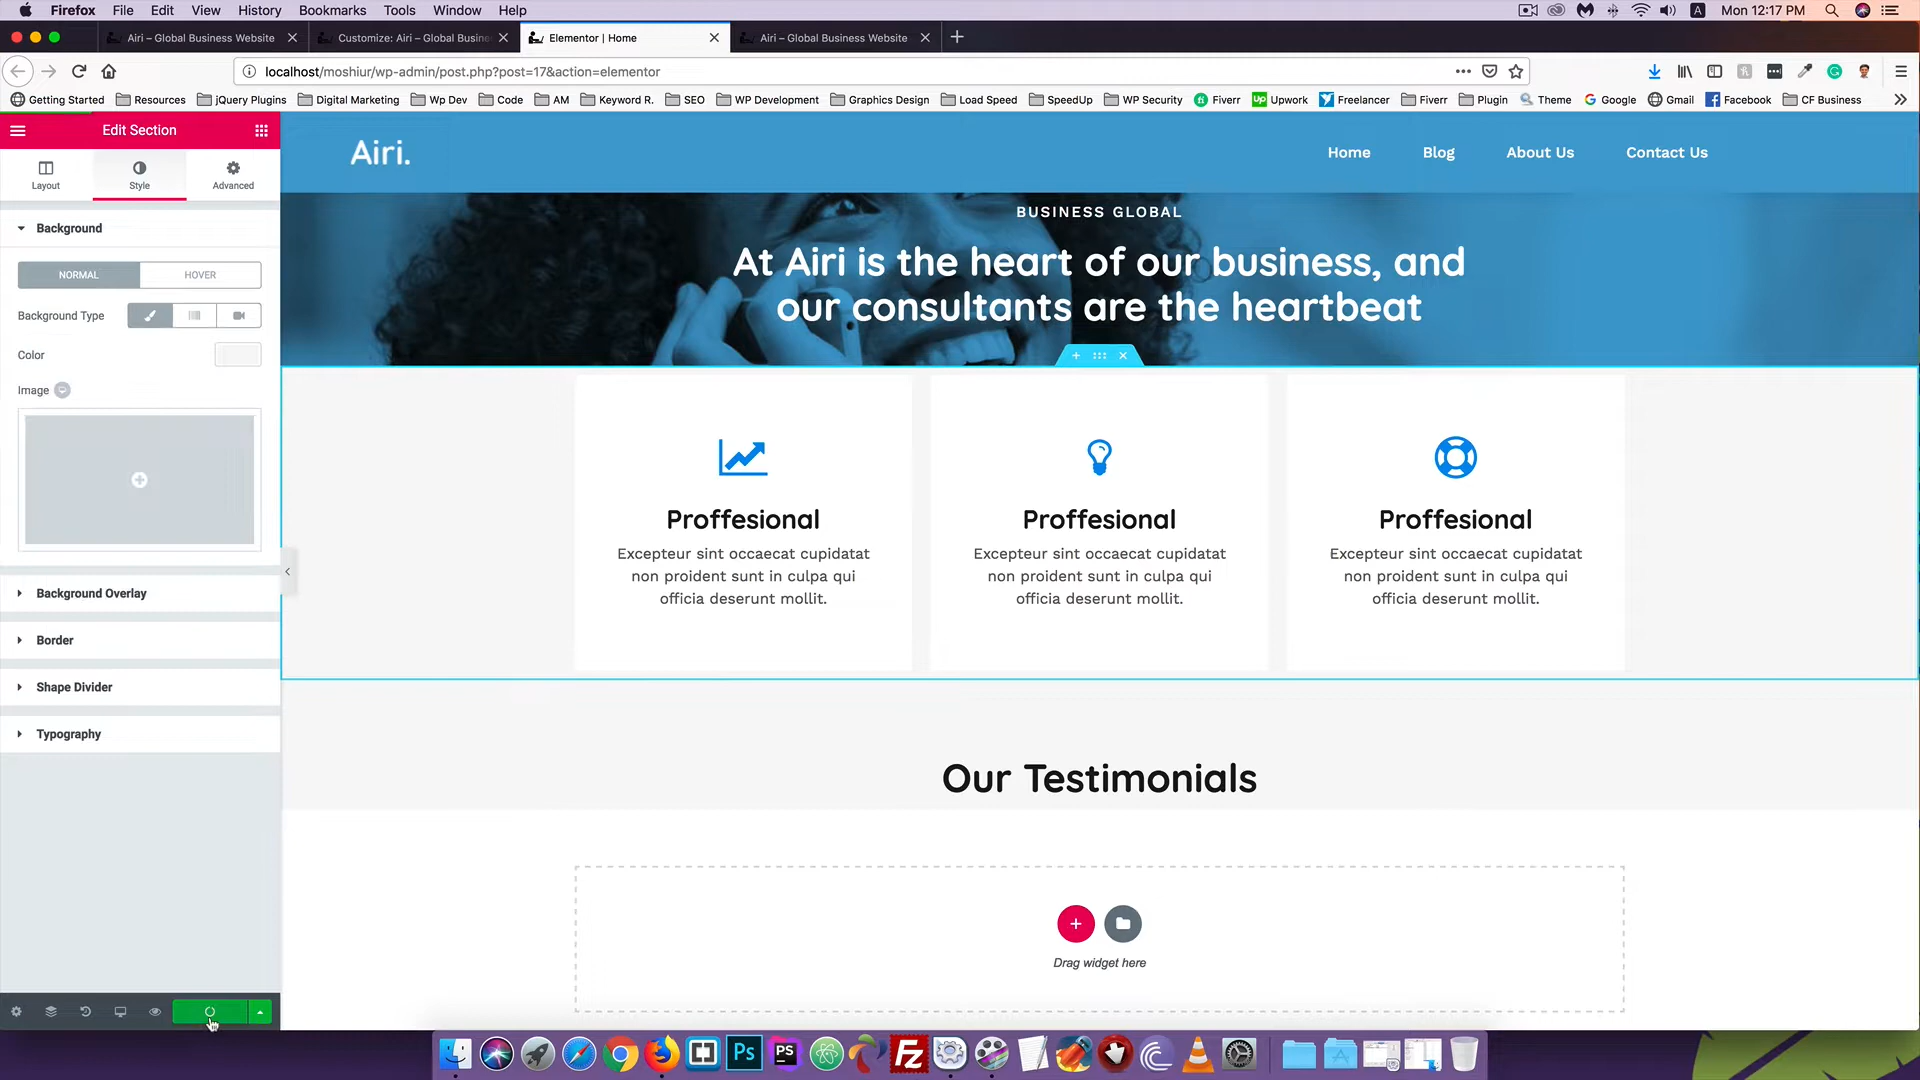 Firefox File Edit View History Bookmarks Tools Window Help
A Mon 12:17 PM
Airi – Global Business Website
Customize: Airi – Global Busine
Elementor | Home
Airi – Global Business Website
localhost/moshiur/wp-admin/post.php?post=17&action=elementor
Getting Started Resources jQuery Plugins Digital Marketing Wp Dev Code AM Keyword R. SEO WP Development Graphics Design Load Speed SpeedUp WP Security Fiverr Upwork Freelancer Fiverr Plugin Theme Google Gmail Facebook CF Business
Edit Section
Layout
Style
Advanced
Background
NORMAL
HOVER
Background Type
Color
Image
Background Overlay
Border
Shape Divider
Typography
Airi.
Home Blog About Us Contact Us
BUSINESS GLOBAL
At Airi is the heart of our business, and
our consultants are the heartbeat
Proffesional
Excepteur sint occaecat cupidatat
non proident sunt in culpa qui
officia deserunt mollit.
Proffesional
Excepteur sint occaecat cupidatat
non proident sunt in culpa qui
officia deserunt mollit.
Proffesional
Excepteur sint occaecat cupidatat
non proident sunt in culpa qui
officia deserunt mollit.
Our Testimonials
Drag widget here
Ps
PS
FZ